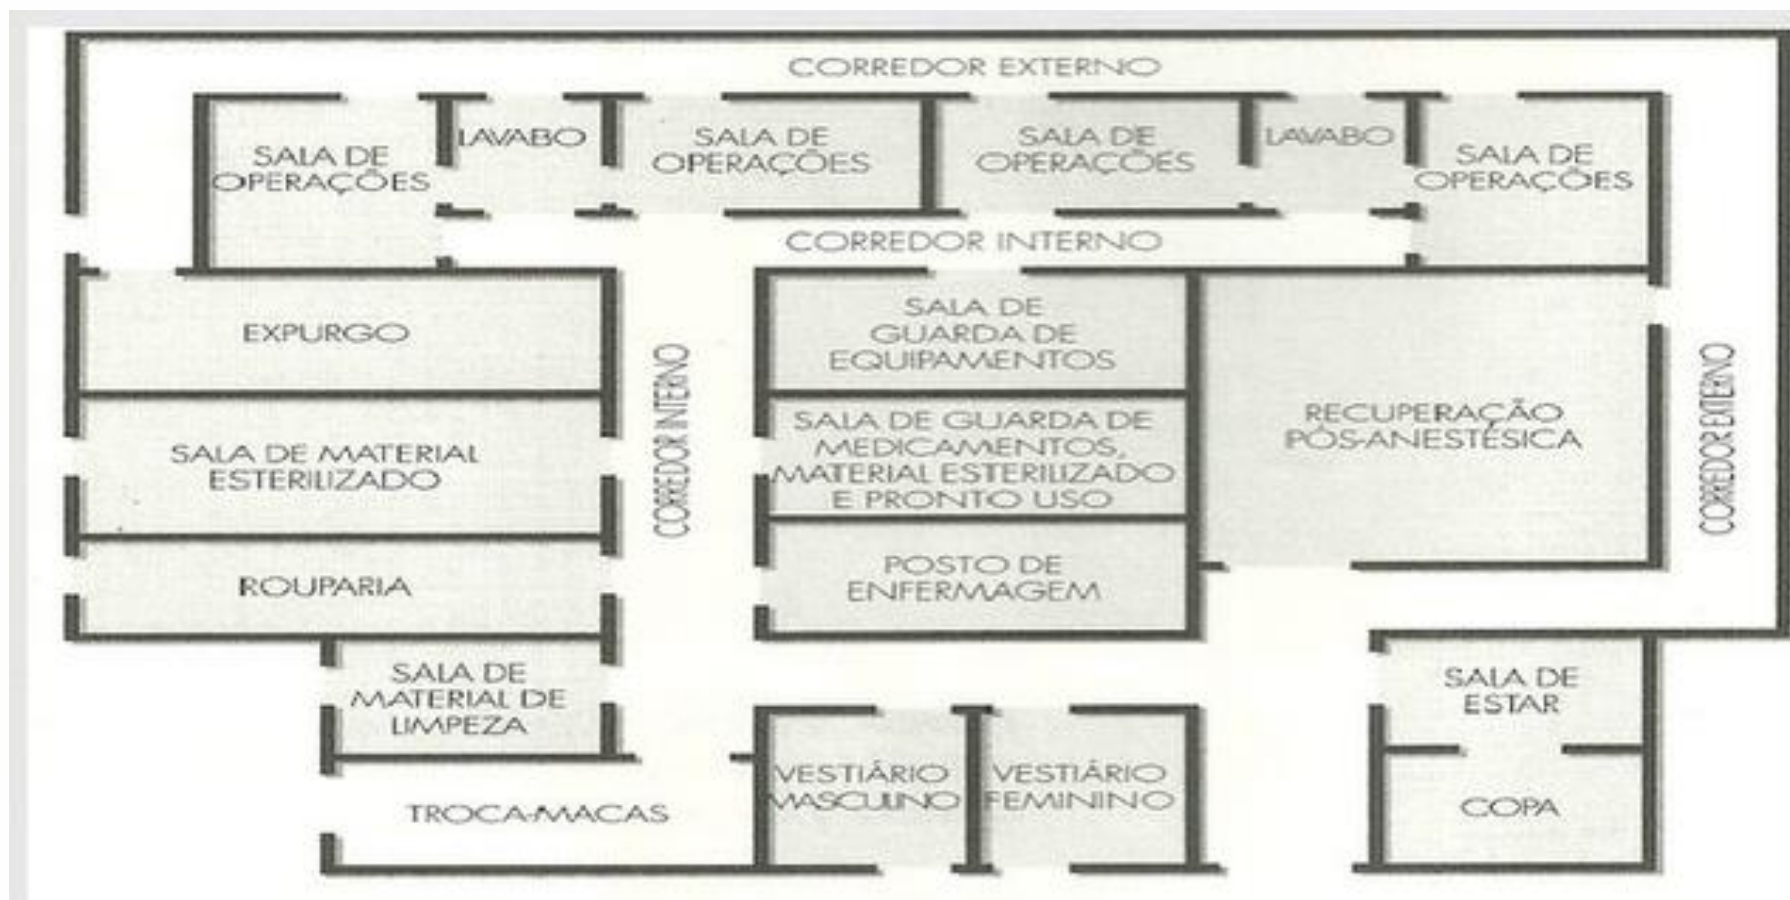 CORREDOR EXTERNO
SALA DE
OPERAÇÕES
LAVABO
SALA DE
OPERAÇÕES
SALA DE
OPERAÇÕES
LAVABO
SALA DE
OPERAÇÕES
CORREDOR INTERNO
EXPURGO
SALA DE MATERIAL
ESTERILIZADO
ROUPARIA
SALA DE
MATERIAL DE
LIMPEZA
TROCA-MACAS
CORREDOR INTERNO
SALA DE
GUARDA DE
EQUIPAMENTOS
SALA DE GUARDA DE
MEDICAMENTOS,
MATERIAL ESTERILIZADO
E PRONTO USO
POSTO DE
ENFERMAGEM
VESTIÁRIO
MASCULINO
VESTIÁRIO
FEMININO
RECUPERAÇÃO
PÓS-ANESTÉSICA
CORREDOR EXTERNO
SALA DE
ESTAR
COPA